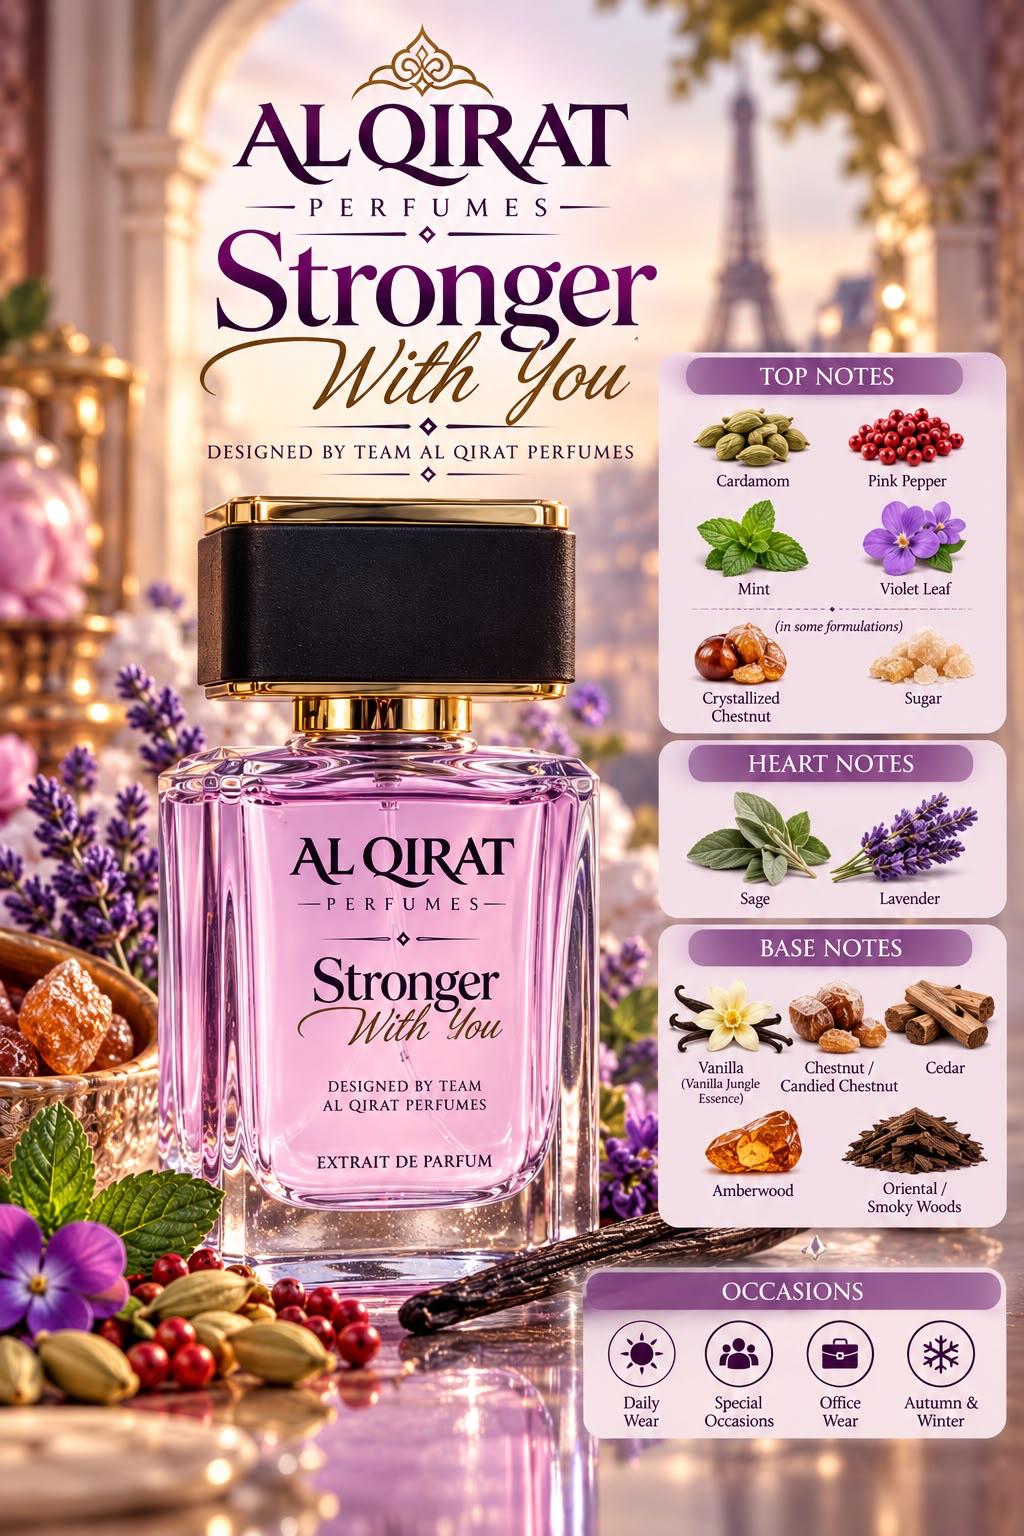 AL QIRAT
PERFUMES
Stronger
With You
DESIGNED BY TEAM AL QIRAT PERFUMES
TOP NOTES
Cardamom
Pink Pepper
Mint
Violet Leaf
(in some formulations)
Crystallized
Chestnut
Sugar
HEART NOTES
Sage
Lavender
BASE NOTES
Vanilla
(Vanilla Jungle
Essence)
Chestnut /
Candied Chestnut
Cedar
Amberwood
Oriental /
Smoky Woods
AL QIRAT
PERFUMES
Stronger
With You
DESIGNED BY TEAM
AL QIRAT PERFUMES
EXTRAIT DE PARFUM
OCCASIONS
Daily
Wear
Special
Occasions
Office
Wear
Autumn &
Winter